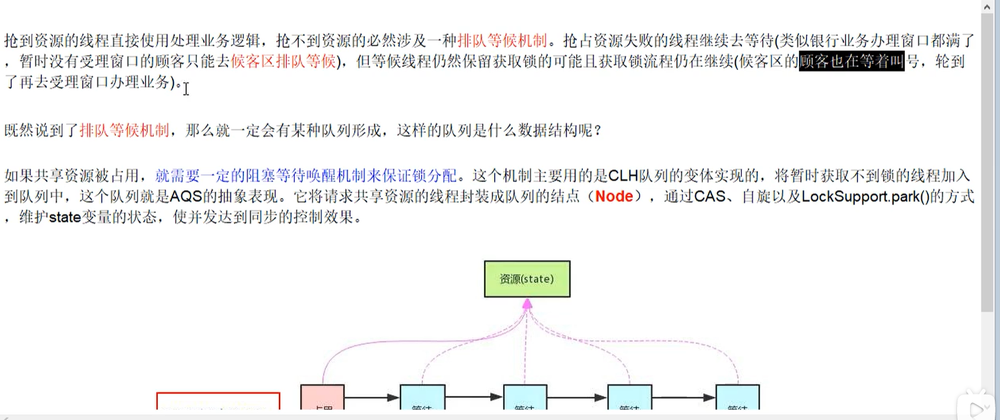 抢到资源的线程直接使用处理业务逻辑，抢不到资源的必然涉及一种排队等候机制。抢占资源失败的线程继续去等待(类似银行业务办理窗口都满了
，暂时没有受理窗口的顾客只能去候客区排队等候)，但等候线程仍然保留获取锁的可能且获取锁流程仍在继续(候客区的顾客也在等着叫号，轮到
了再去受理窗口办理业务)。
既然说到了排队等候机制，那么就一定会有某种队列形成，这样的队列是什么数据结构呢？
如果共享资源被占用，就需要一定的阻塞等待唤醒机制来保证锁分配。这个机制主要用的是CLH队列的变体实现的，将暂时获取不到锁的线程加入
到队列中，这个队列就是AQS的抽象表现。它将请求共享资源的线程封装成队列的结点（Node），通过CAS、自旋以及LockSupport.park()的方式
，维护state变量的状态，使并发达到同步的控制效果。
资源(state)
占用
等待
等待
等待
等待